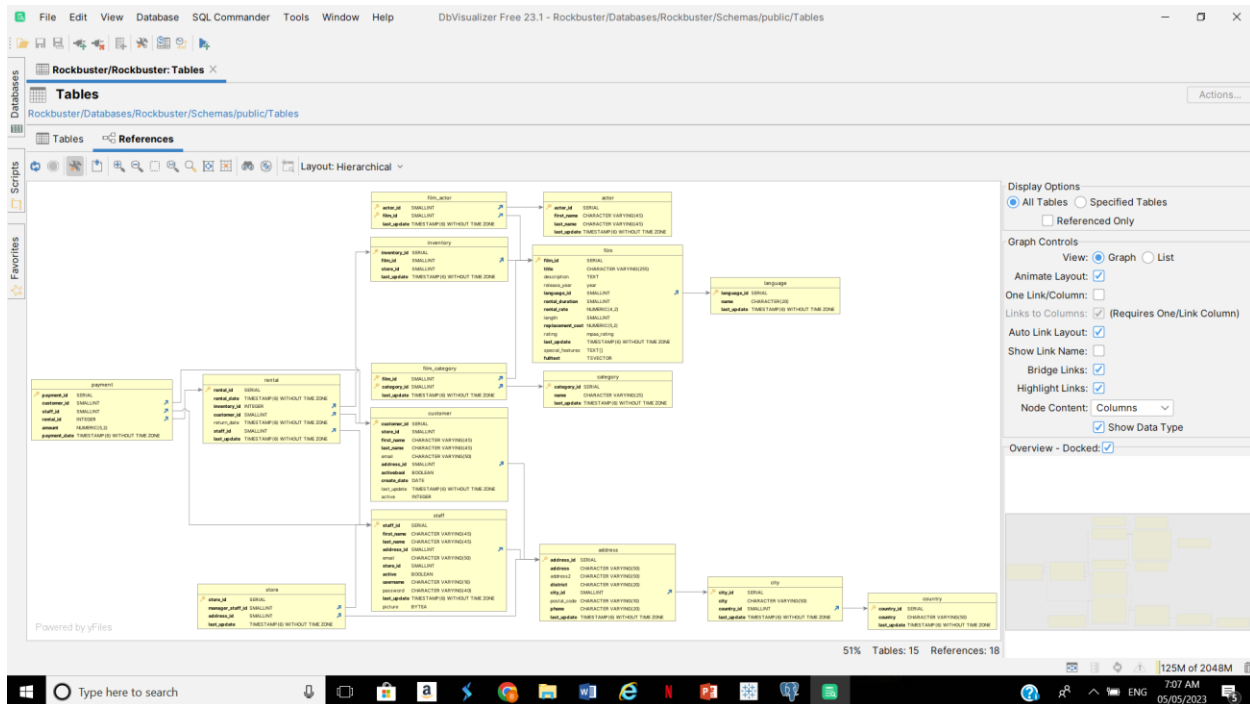 File Edit View Database SQL Commander Tools Window Help DbVisualizer Free 23.1 - Rockbuster/Databases/Rockbuster/Schemas/public/Tables
Rockbuster/Rockbuster: Tables
Databases
Tables
Actions...
Rockbuster/Databases/Rockbuster/Schemas/public/Tables
Tables References
Scripts
Layout: Hierarchical
Favorites
film_actor
actor_id SMALLINT
film_id SMALLINT
last_update TIMESTAMP(6) WITHOUT TIME ZONE
actor
actor_id SERIAL
first_name CHARACTER VARYING(45)
last_name CHARACTER VARYING(45)
last_update TIMESTAMP(6) WITHOUT TIME ZONE
inventory
inventory_id SERIAL
film_id SMALLINT
store_id SMALLINT
last_update TIMESTAMP(6) WITHOUT TIME ZONE
film
film_id SERIAL
title CHARACTER VARYING(255)
description TEXT
release_year year
language_id SMALLINT
rental_duration SMALLINT
rental_rate NUMERIC(4,2)
length SMALLINT
replacement_cost NUMERIC(5,2)
rating mpaa_rating
last_update TIMESTAMP(6) WITHOUT TIME ZONE
special_features TEXT[]
fulltext TSVECTOR
language
language_id SERIAL
name CHARACTER(20)
last_update TIMESTAMP(6) WITHOUT TIME ZONE
film_category
film_id SMALLINT
category_id SMALLINT
last_update TIMESTAMP(6) WITHOUT TIME ZONE
category
category_id SERIAL
name CHARACTER VARYING(25)
last_update TIMESTAMP(6) WITHOUT TIME ZONE
payment
payment_id SERIAL
customer_id SMALLINT
staff_id SMALLINT
rental_id INTEGER
amount NUMERIC(5,2)
payment_date TIMESTAMP(6) WITHOUT TIME ZONE
rental
rental_id SERIAL
rental_date TIMESTAMP(6) WITHOUT TIME ZONE
inventory_id INTEGER
customer_id SMALLINT
return_date TIMESTAMP(6) WITHOUT TIME ZONE
staff_id SMALLINT
last_update TIMESTAMP(6) WITHOUT TIME ZONE
customer
customer_id SERIAL
store_id SMALLINT
first_name CHARACTER VARYING(45)
last_name CHARACTER VARYING(45)
email CHARACTER VARYING(50)
address_id SMALLINT
activebool BOOLEAN
create_date DATE
last_update TIMESTAMP(6) WITHOUT TIME ZONE
active INTEGER
staff
staff_id SERIAL
first_name CHARACTER VARYING(45)
last_name CHARACTER VARYING(45)
address_id SMALLINT
email CHARACTER VARYING(50)
store_id SMALLINT
active BOOLEAN
username CHARACTER VARYING(16)
password CHARACTER VARYING(40)
last_update TIMESTAMP(6) WITHOUT TIME ZONE
picture BYTEA
store
store_id SERIAL
manager_staff_id SMALLINT
address_id SMALLINT
last_update TIMESTAMP(6) WITHOUT TIME ZONE
address
address_id SERIAL
address CHARACTER VARYING(50)
address2 CHARACTER VARYING(50)
district CHARACTER VARYING(20)
city_id SMALLINT
postal_code CHARACTER VARYING(10)
phone CHARACTER VARYING(20)
last_update TIMESTAMP(6) WITHOUT TIME ZONE
city
city_id SERIAL
city CHARACTER VARYING(50)
country_id SMALLINT
last_update TIMESTAMP(6) WITHOUT TIME ZONE
country
country_id SERIAL
country CHARACTER VARYING(50)
last_update TIMESTAMP(6) WITHOUT TIME ZONE
Powered by yFiles
Display Options
All Tables Specified Tables
Referenced Only
Graph Controls
View: Graph List
Animate Layout:
One Link/Column:
Links to Columns: (Requires One/Link Column)
Auto Link Layout:
Show Link Name:
Bridge Links:
Highlight Links:
Node Content: Columns
Show Data Type
Overview - Docked:
51% Tables: 15 References: 18
125M of 2048M
Type here to search
ENG
7:07 AM
05/05/2023
5